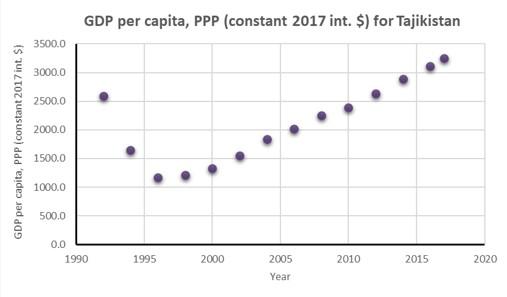 GDP per capita, PPP (constant 2017 int. $) for Tajikistan
GDP per capita, PPP (constant 2017 int. $)
3500.0
3000.0
2500.0
2000.0
1500.0
1000.0
500.0
0.0
1990 1995 2000 2005 2010 2015 2020
Year